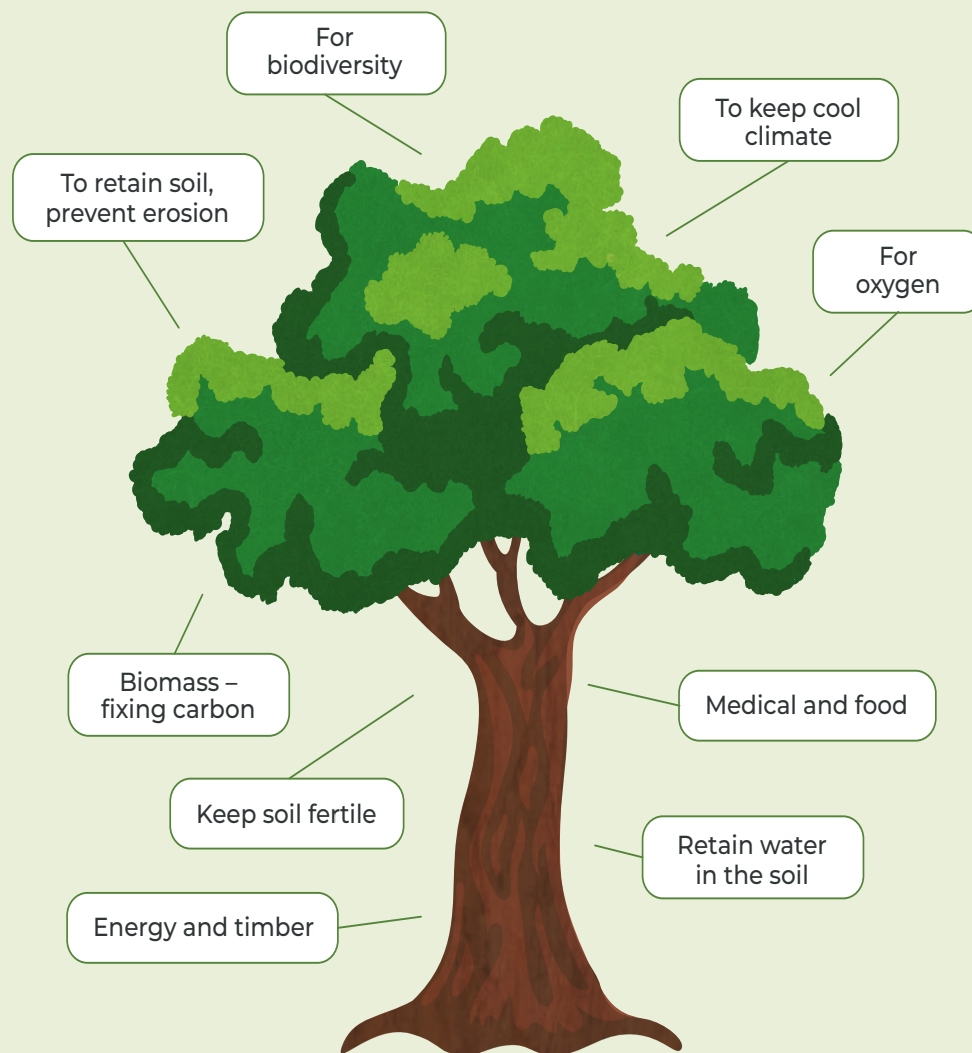 For
biodiversity
To keep cool
climate
To retain soil,
prevent erosion
For
oxygen
Biomass –
fixing carbon
Medical and food
Keep soil fertile
Retain water
in the soil
Energy and timber